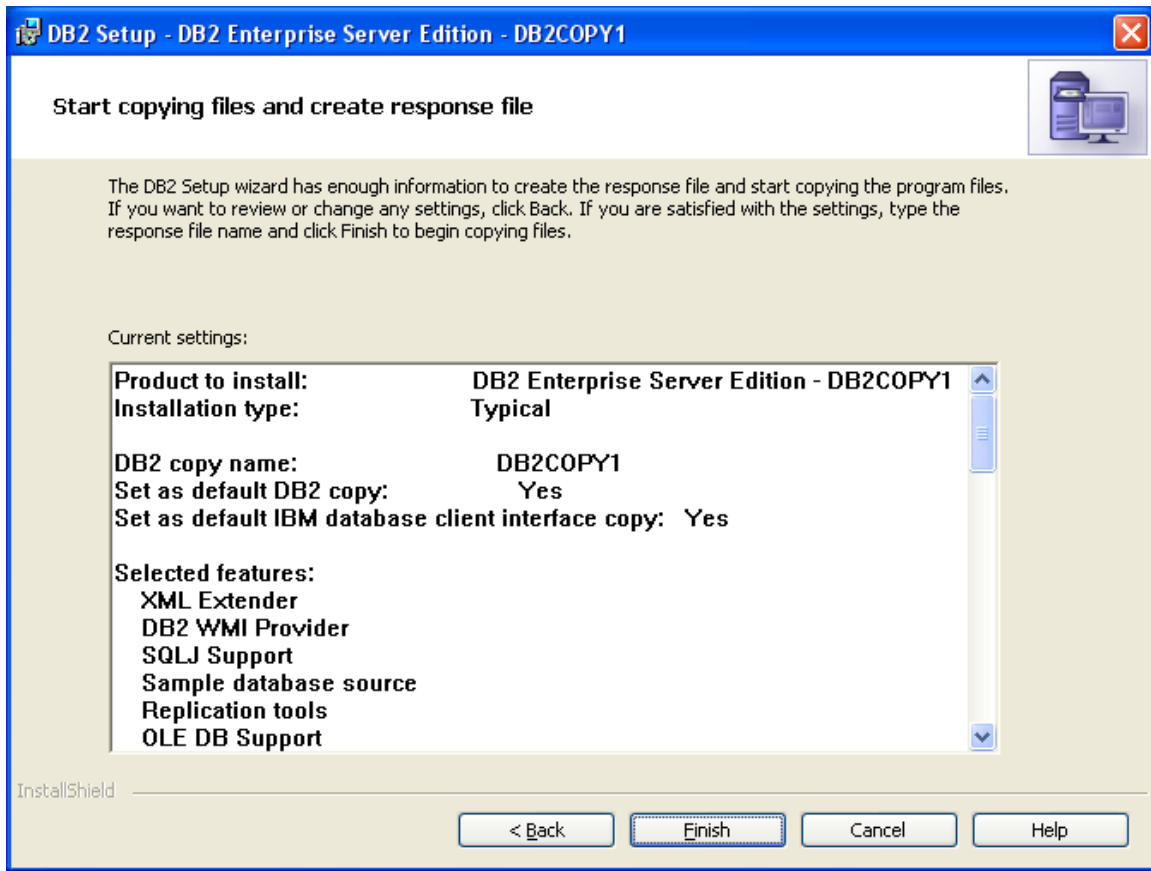 DB2 Setup - DB2 Enterprise Server Edition - DB2COPY1
Start copying files and create response file
The DB2 Setup wizard has enough information to create the response file and start copying the program files.
If you want to review or change any settings, click Back. If you are satisfied with the settings, type the
response file name and click Finish to begin copying files.
Current settings:
Product to install: DB2 Enterprise Server Edition - DB2COPY1
Installation type: Typical
DB2 copy name: DB2COPY1
Set as default DB2 copy: Yes
Set as default IBM database client interface copy: Yes
Selected features:
XML Extender
DB2 WMI Provider
SQLJ Support
Sample database source
Replication tools
OLE DB Support
InstallShield
< Back Finish Cancel Help